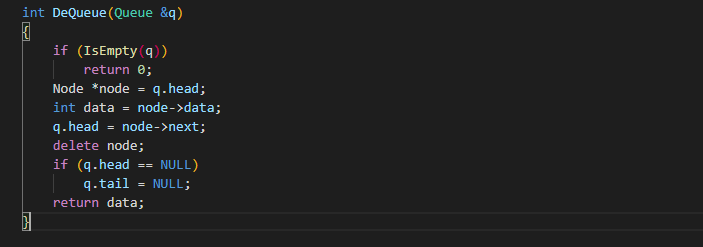 int DeQueue(Queue &q)
{
    if (IsEmpty(q))
        return 0;
    Node *node = q.head;
    int data = node->data;
    q.head = node->next;
    delete node;
    if (q.head == NULL)
        q.tail = NULL;
    return data;
}